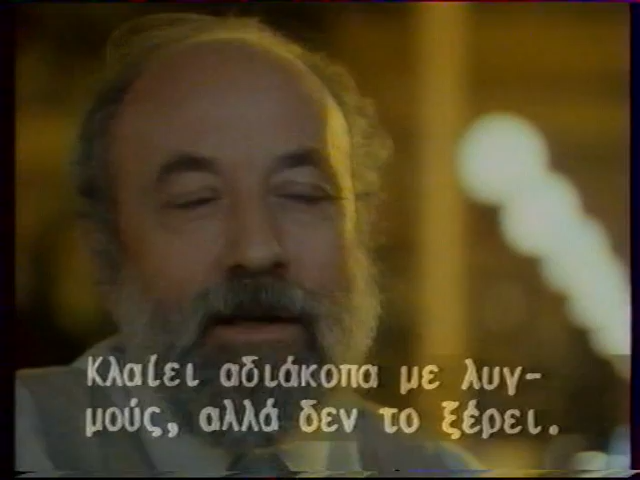 Κλαίει αδιάκοπα με λυγ-
μούς, αλλά δεν το ξέρει.